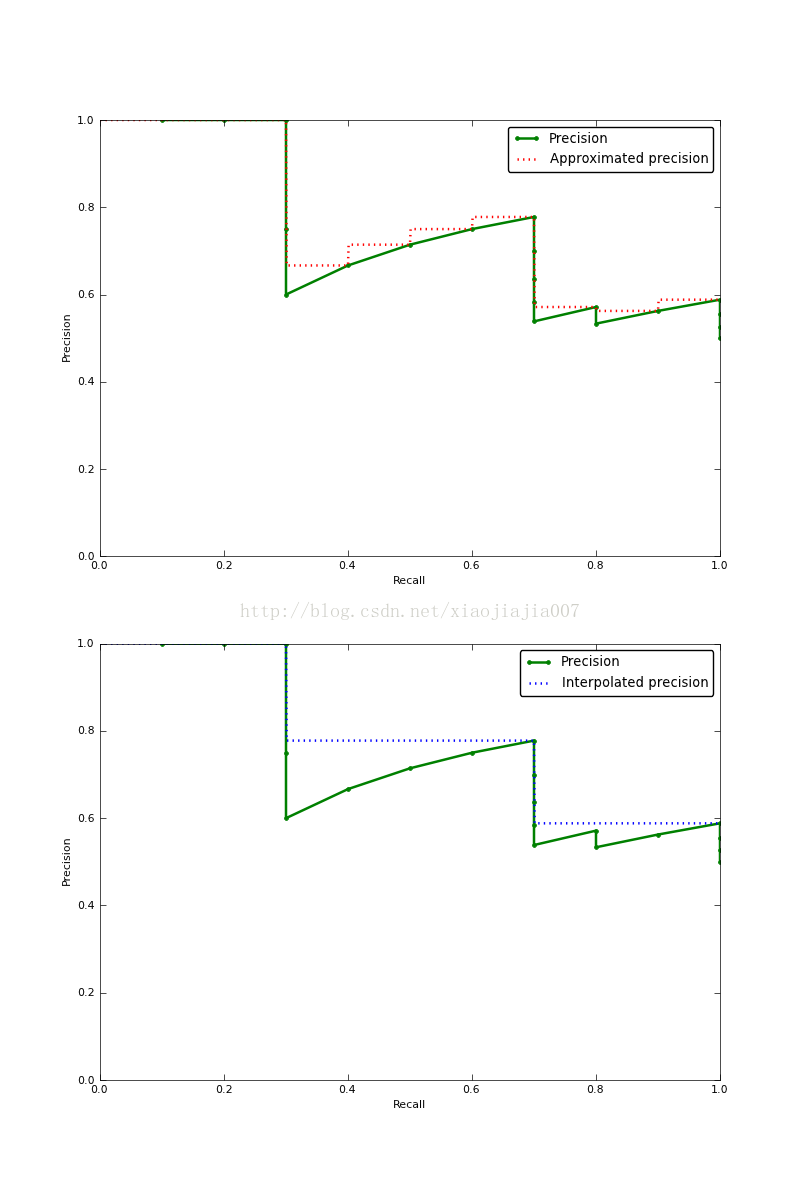 1.0
0.8
0.6
0.4
0.2
0.0
Precision
Precision
Approximated precision
0.0 0.2 0.4 0.6 0.8 1.0
Recall
http://blog.csdn.net/xiaojiajia007
1.0
0.8
0.6
0.4
0.2
0.0
Precision
Precision
Interpolated precision
0.0 0.2 0.4 0.6 0.8 1.0
Recall